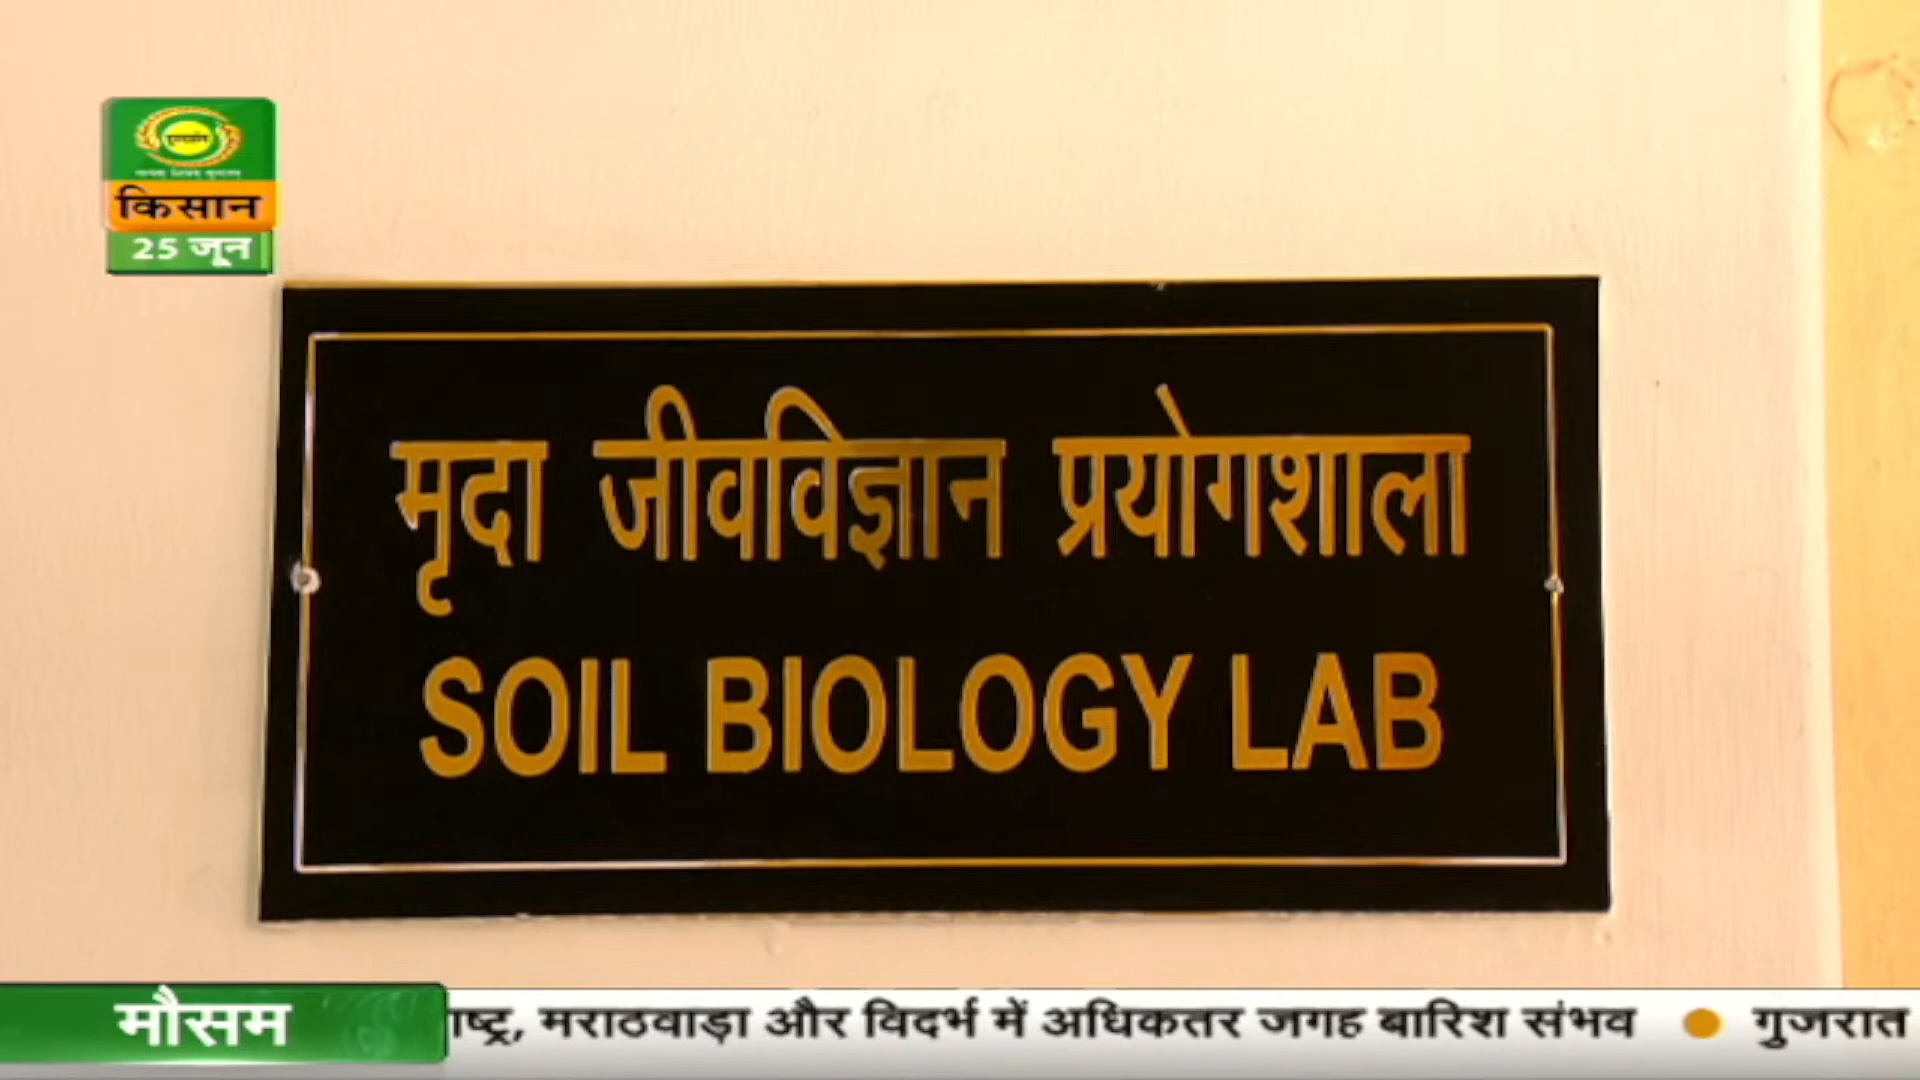 किसान
25 जून
मृदा जीवविज्ञान प्रयोगशाला
SOIL BIOLOGY LAB
मौसम
मराठवाड़ा और विदर्भ में अधिकतर जगह बारिश संभव ● गुजरात